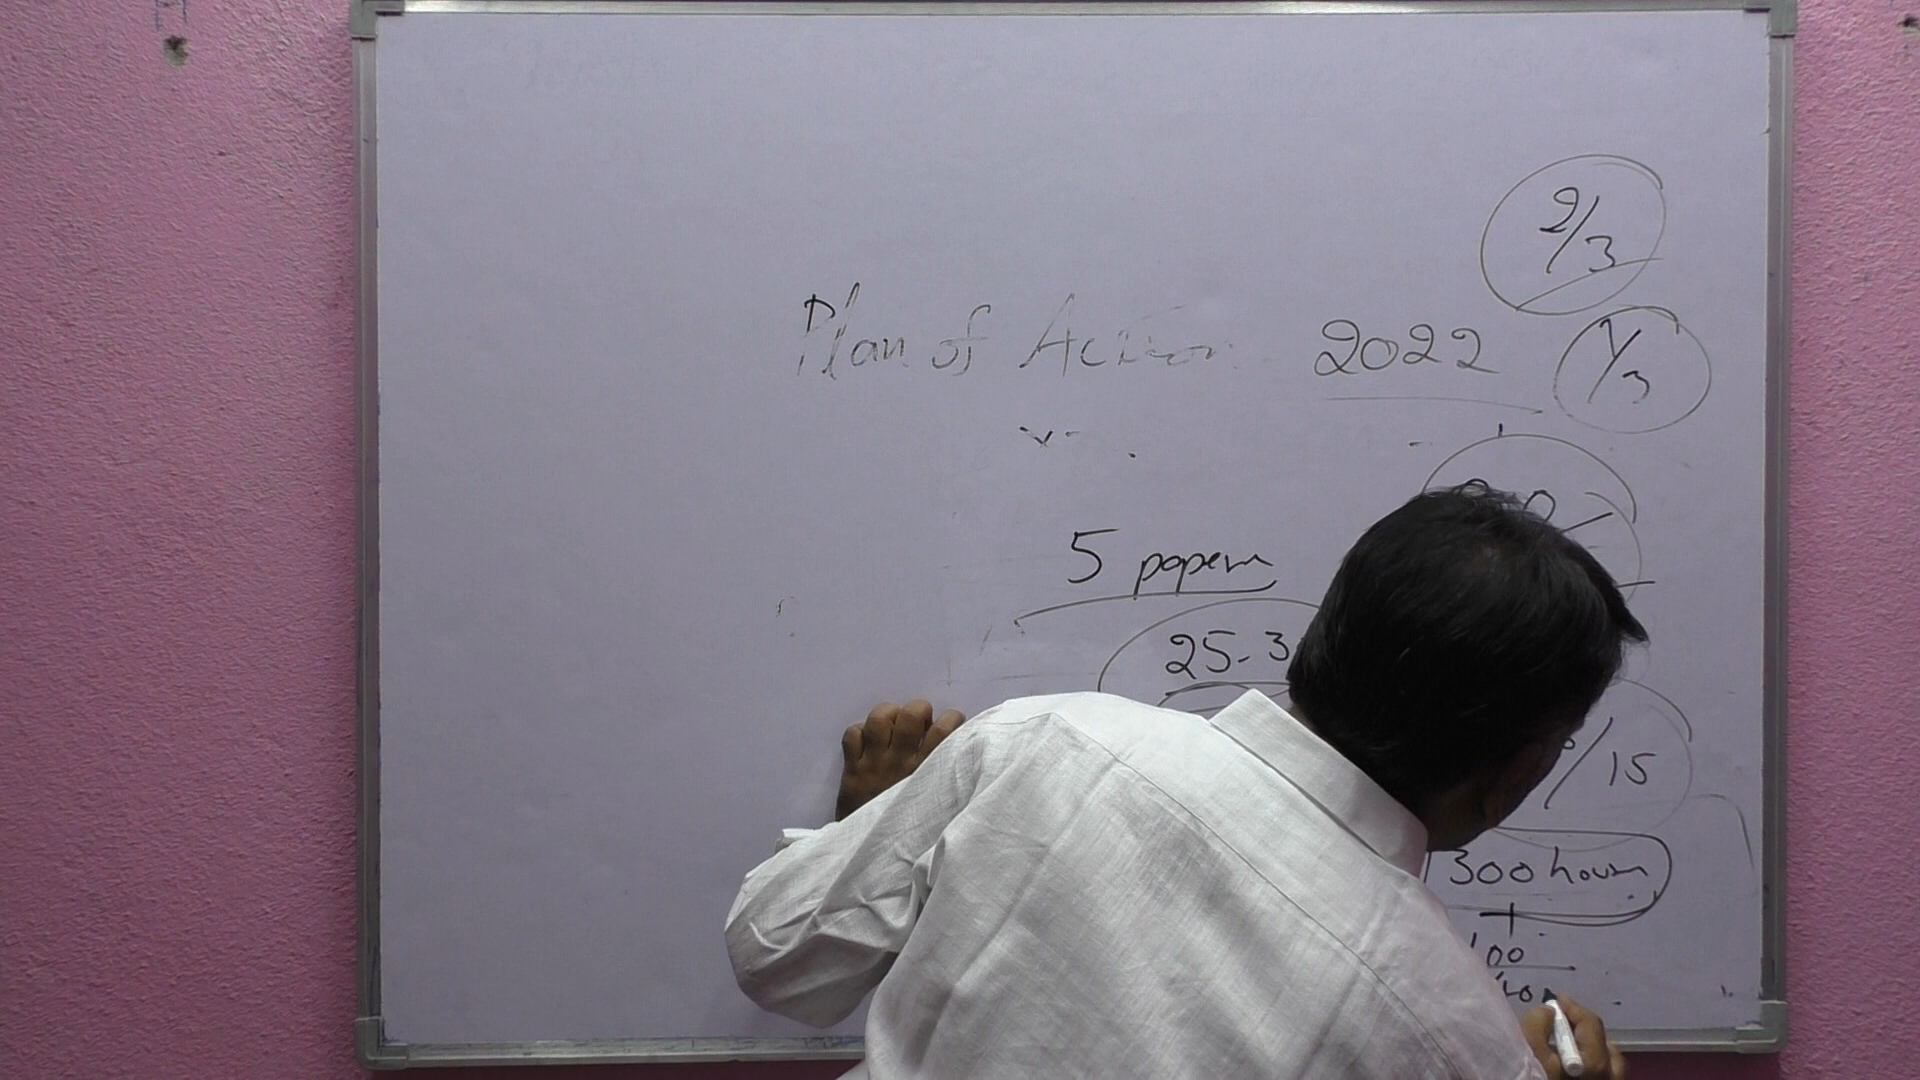 2/3
Plan of Action 2022
1/3
5 papers
25-3
/15
300 hours
+
100